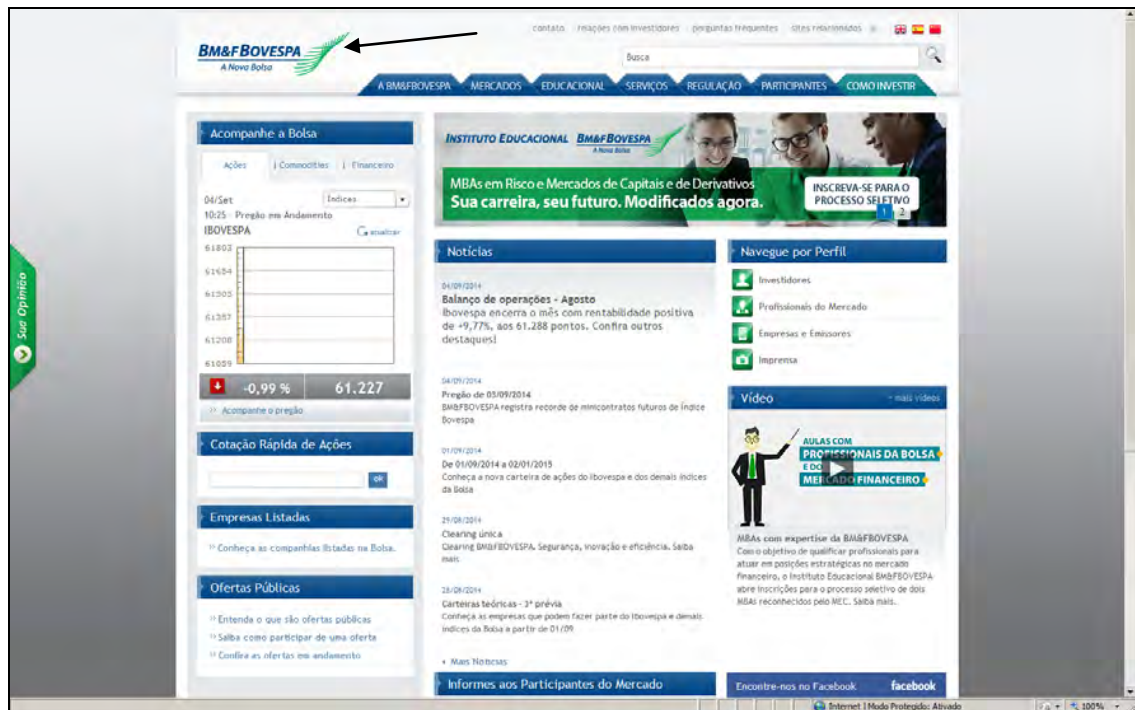 contato relações com investidores perguntas frequentes sites relacionados
BM&FBOVESPA
A Nova Bolsa
Busca
A BM&FBOVESPA MERCADOS EDUCACIONAL SERVIÇOS REGULAÇÃO PARTICIPANTES COMO INVESTIR
Sua Opinião
Acompanhe a Bolsa
Ações | Commodities | Financeiro
04/Set Índices
10:25 - Pregão em Andamento
IBOVESPA atualizar
61803
61654
61505
61357
61208
61059
-0,99 % 61.227
Acompanhe o pregão
Cotação Rápida de Ações
ok
Empresas Listadas
Conheça as companhias listadas na Bolsa.
Ofertas Públicas
Entenda o que são ofertas públicas
Saiba como participar de uma oferta
Confira as ofertas em andamento
INSTITUTO EDUCACIONAL BM&FBOVESPA
A Nova Bolsa
MBAs em Risco e Mercados de Capitais e de Derivativos
Sua carreira, seu futuro. Modificados agora.
INSCREVA-SE PARA O
PROCESSO SELETIVO
1 2
Notícias
04/09/2014
Balanço de operações - Agosto
Ibovespa encerra o mês com rentabilidade positiva
de +9,77%, aos 61.288 pontos. Confira outros
destaques!
04/09/2014
Pregão de 03/09/2014
BM&FBOVESPA registra recorde de minicontratos futuros de Índice
Bovespa
01/09/2014
De 01/09/2014 a 02/01/2015
Conheça a nova carteira de ações do Ibovespa e dos demais índices
da Bolsa
29/08/2014
Clearing única
Clearing BM&FBOVESPA. Segurança, inovação e eficiência. Saiba
mais
28/08/2014
Carteiras teóricas - 3ª prévia
Conheça as empresas que podem fazer parte do Ibovespa e demais
índices da Bolsa a partir de 01/09
+ Mais Notícias
Informes aos Participantes do Mercado
Navegue por Perfil
Investidores
Profissionais do Mercado
Empresas e Emissores
Imprensa
Vídeo + mais vídeos
AULAS COM
PROFISSIONAIS DA BOLSA
E DO
MERCADO FINANCEIRO
MBAs com expertise da BM&FBOVESPA
Com o objetivo de qualificar profissionais para
atuar em posições estratégicas no mercado
financeiro, o Instituto Educacional BM&FBOVESPA
abre inscrições para o processo seletivo de dois
MBAs reconhecidos pelo MEC. Saiba mais.
Encontre-nos no Facebook facebook
Internet | Modo Protegido: Ativado 100%